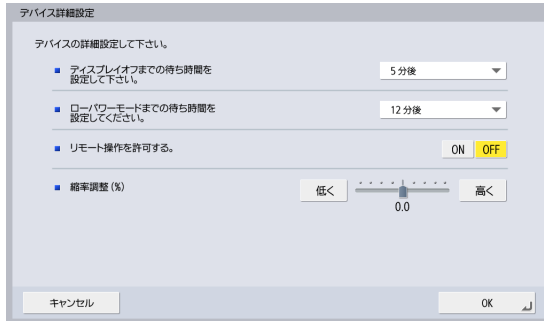 デバイス詳細設定
デバイスの詳細設定して下さい。
ディスプレイオフまでの待ち時間を
設定して下さい。
5 分後
ローパワーモードまでの待ち時間を
設定してください。
12 分後
リモート操作を許可する。
ON OFF
縮率調整 (%)
低く
高く
0.0
キャンセル
OK